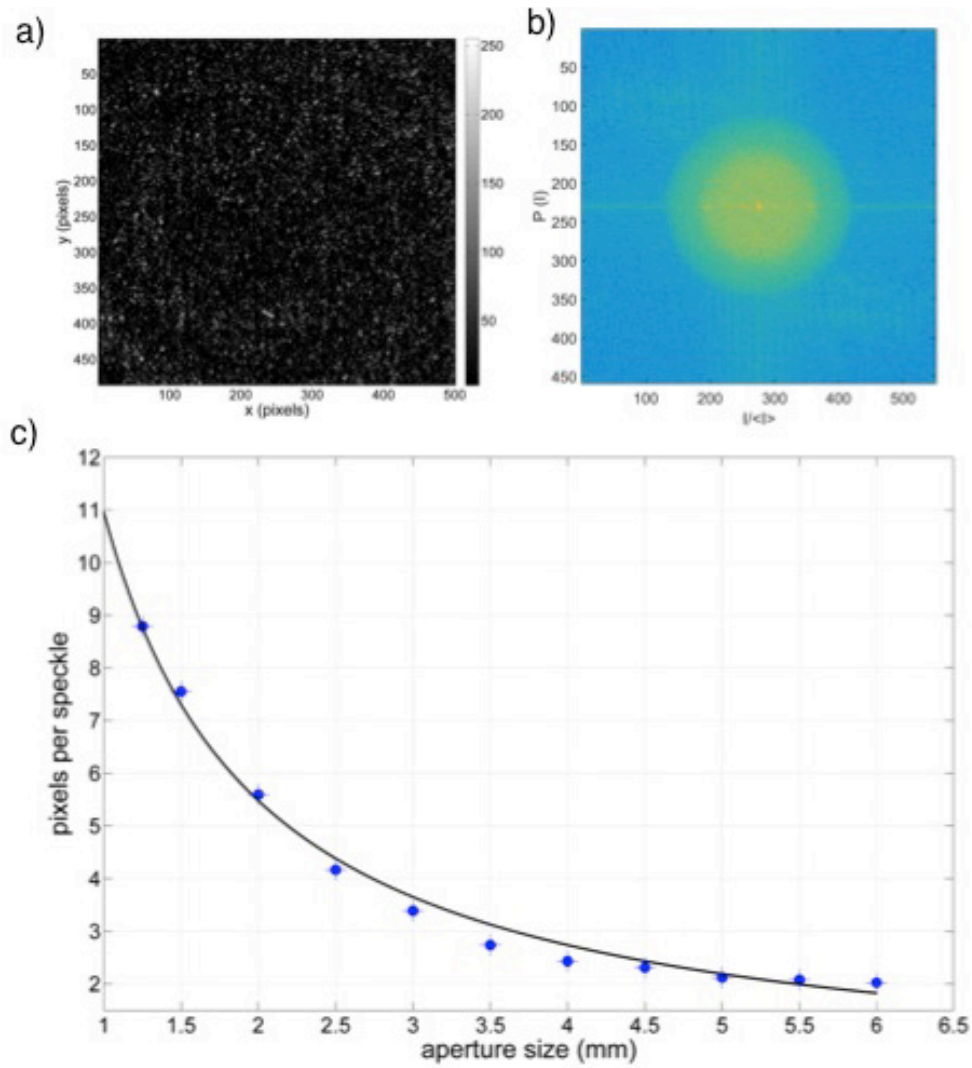 a)
50
100
150
200
250
300
350
400
450
y (pixels)
100 200 300 400 500
x (pixels)
250
200
150
100
50
b)
50
100
150
200
250
300
350
400
450
P (I)
100 200 300 400 500
I/<I>
c)
12
11
10
9
8
7
6
5
4
3
2
pixels per speckle
1 1.5 2 2.5 3 3.5 4 4.5 5 5.5 6 6.5
aperture size (mm)